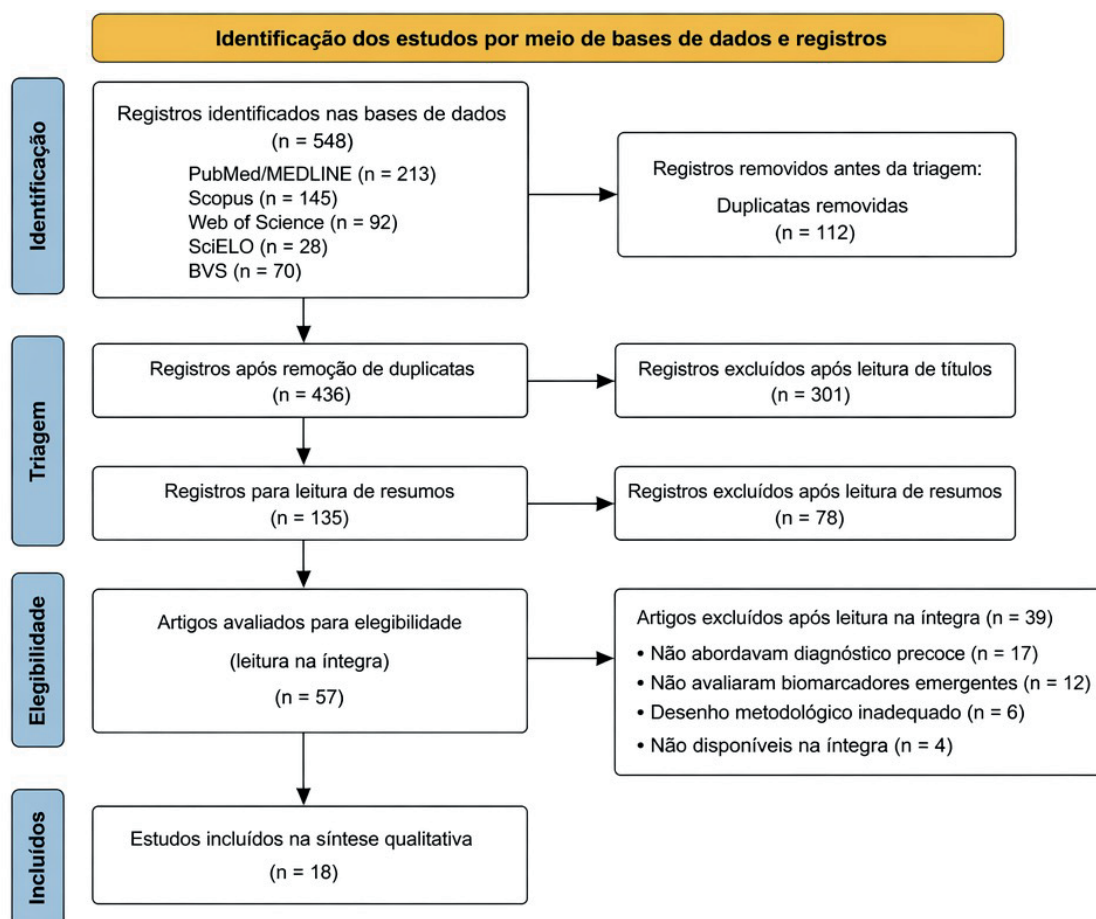 Identificação dos estudos por meio de bases de dados e registros
Identificação
Registros identificados nas bases de dados
(n = 548)
PubMed/MEDLINE (n = 213)
Scopus (n = 145)
Web of Science (n = 92)
SciELO (n = 28)
BVS (n = 70)
Registros removidos antes da triagem:
Duplicatas removidas
(n = 112)
Triagem
Registros após remoção de duplicatas
(n = 436)
Registros excluídos após leitura de títulos
(n = 301)
Registros para leitura de resumos
(n = 135)
Registros excluídos após leitura de resumos
(n = 78)
Elegibilidade
Artigos avaliados para elegibilidade
(leitura na íntegra)
(n = 57)
Artigos excluídos após leitura na íntegra (n = 39)
• Não abordavam diagnóstico precoce (n = 17)
• Não avaliaram biomarcadores emergentes (n = 12)
• Desenho metodológico inadequado (n = 6)
• Não disponíveis na íntegra (n = 4)
Incluídos
Estudos incluídos na síntese qualitativa
(n = 18)